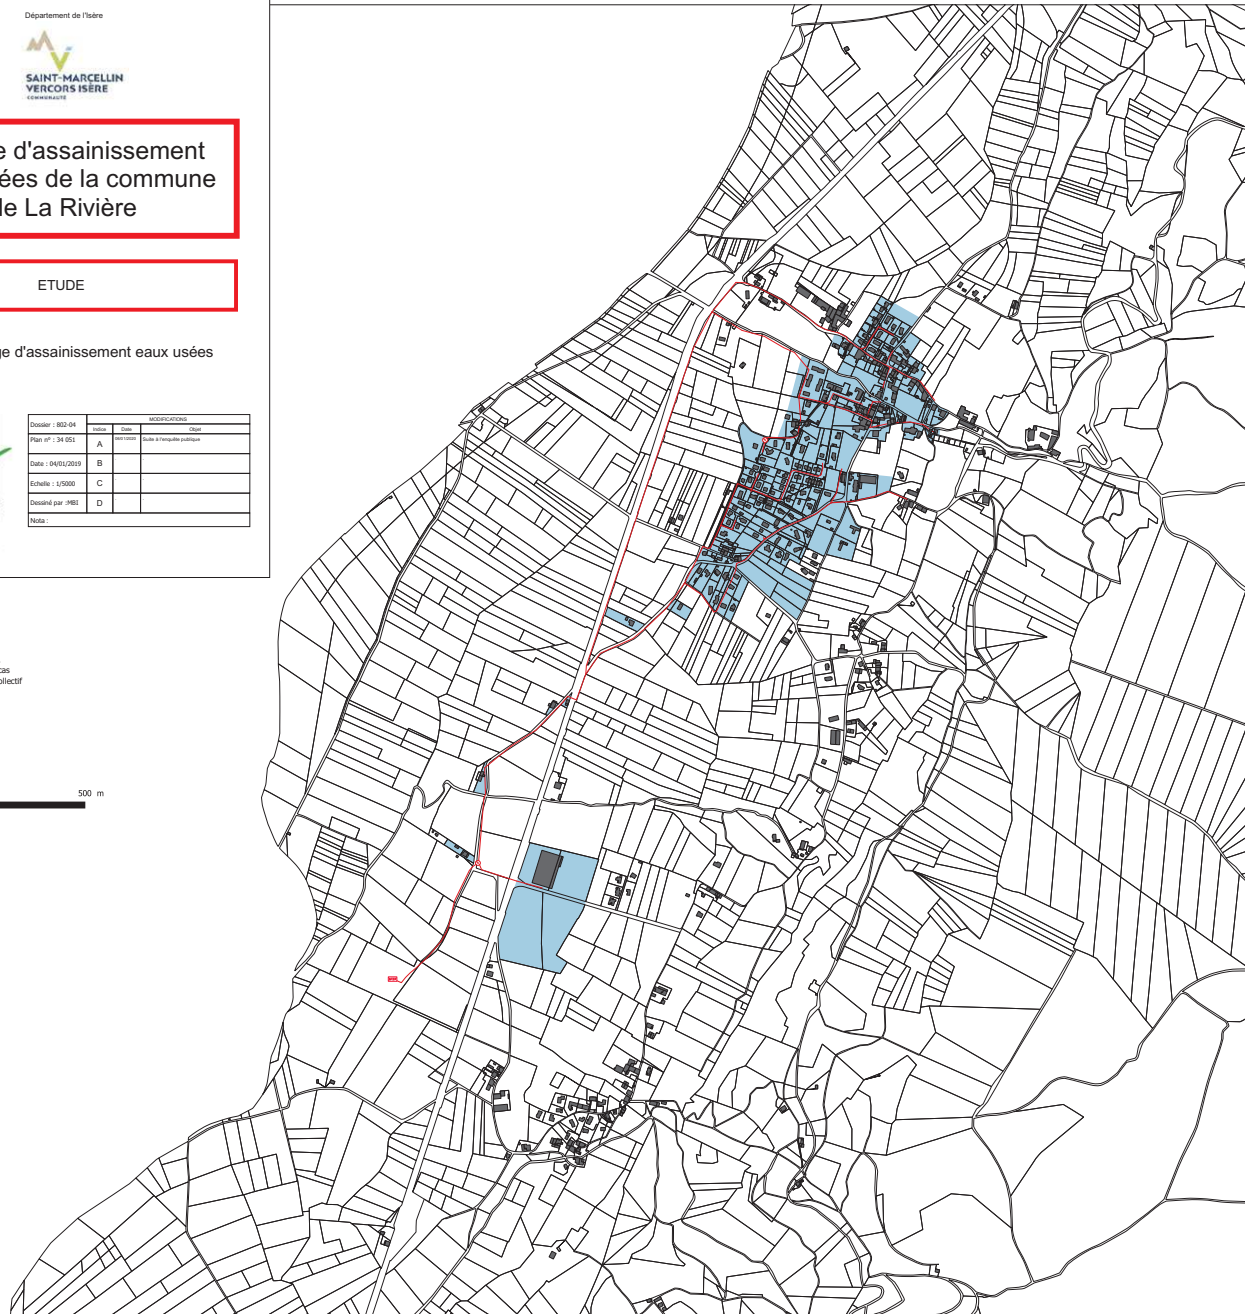 Département de l'Isère
SAINT-MARCELLIN
VERCORS ISÈRE
COMMUNAUTÉ
e d'assainissement
ées de la commune
de La Rivière
ETUDE
ge d'assainissement eaux usées
Dossier : 802-04
MODIFICATIONS
Indice Date Objet
Plan n° : 34 051
A Suite à l'enquête publique
Date : 04/01/2019
B
Echelle : 1/5000
C
Dessiné par :MBI
D
Nota :
cas
ollectif
500 m